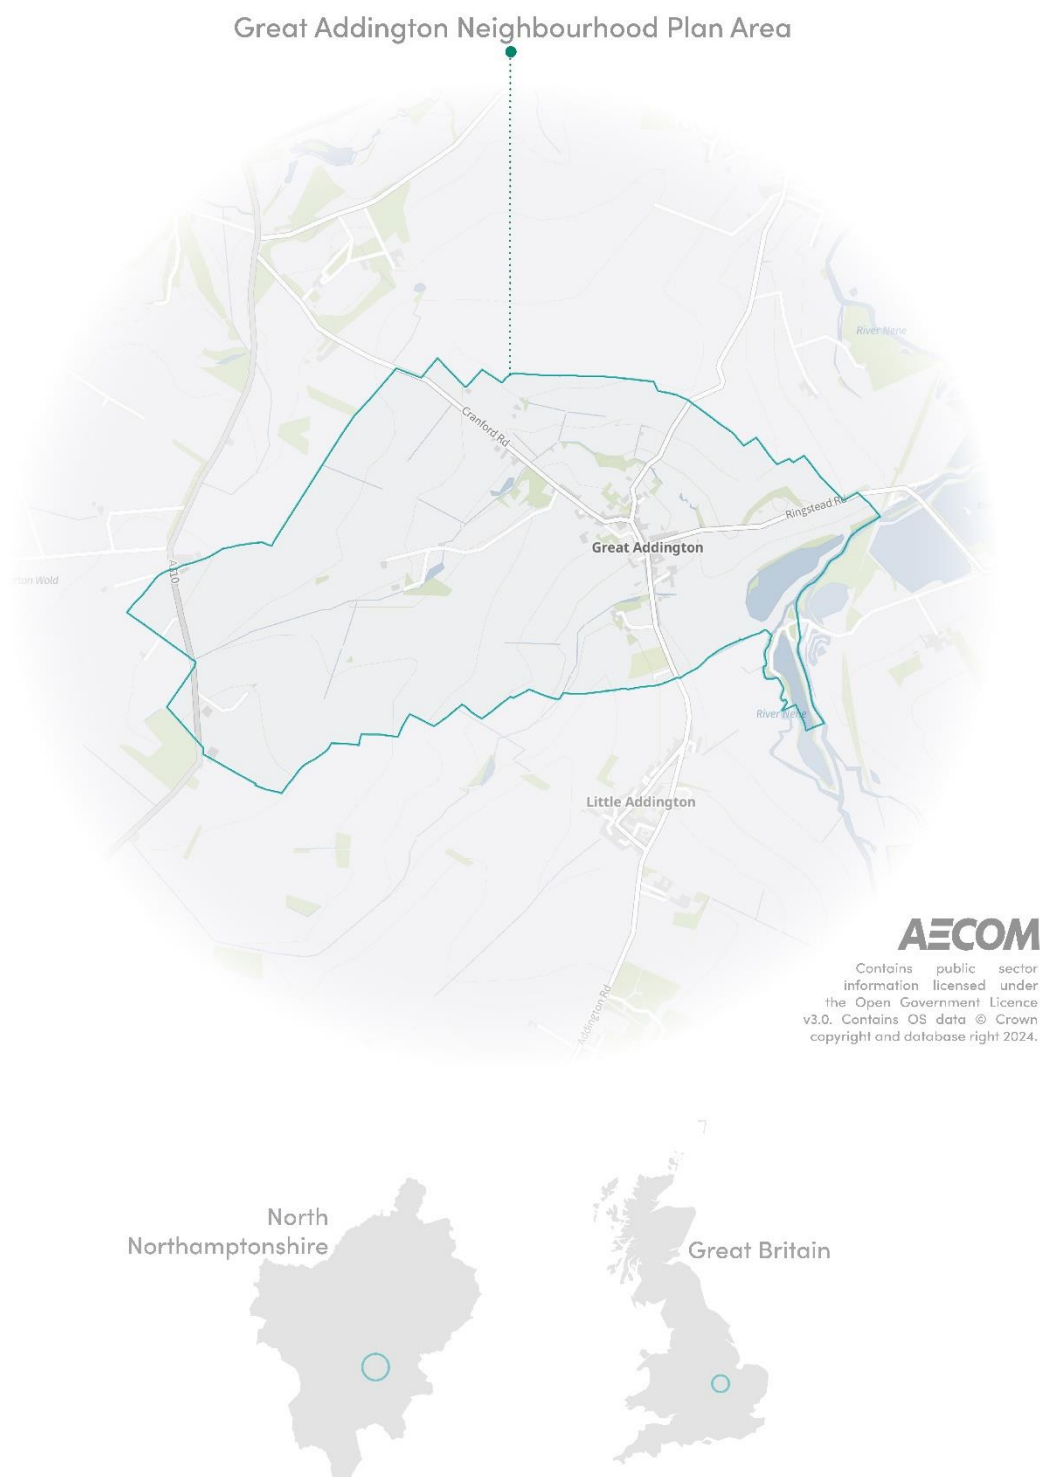 Great Addington Neighbourhood Plan Area
River Nene
Cranford Rd
Ringstead Rd
Great Addington
A510
rton Wold
River Nene
Little Addington
AECOM
Contains public sector
information licensed under
the Open Government Licence
v3.0. Contains OS data © Crown
copyright and database right 2024.
Addington Rd
North
Northamptonshire
Great Britain